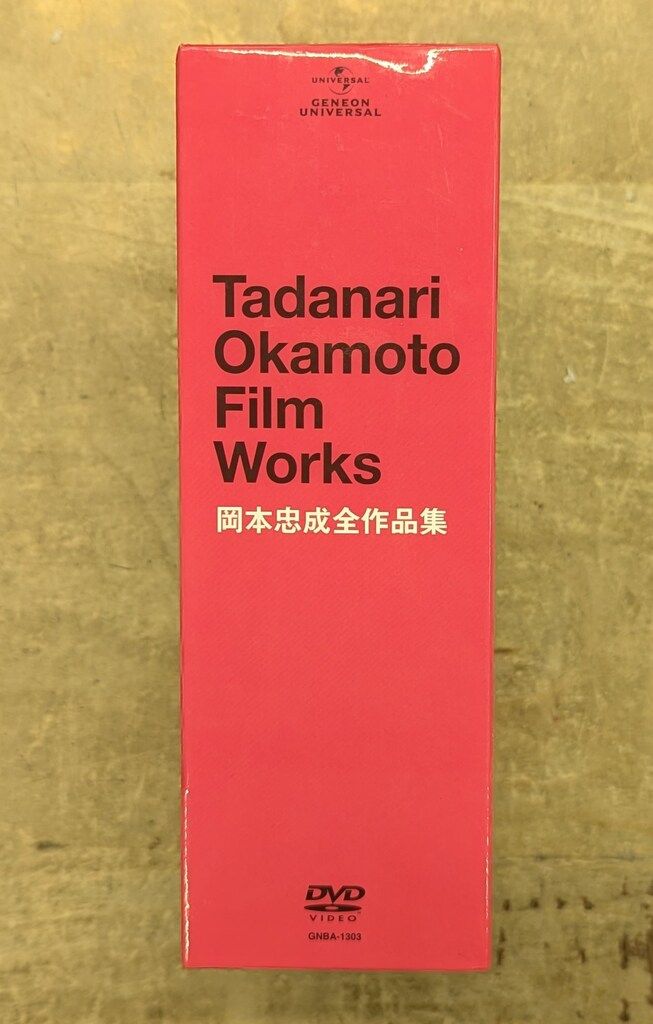 UNIVERSAL
GENEON
UNIVERSAL
Tadanari
Okamoto
Film
Works
岡本忠成全作品集
DVD
VIDEO
GNBA-1303